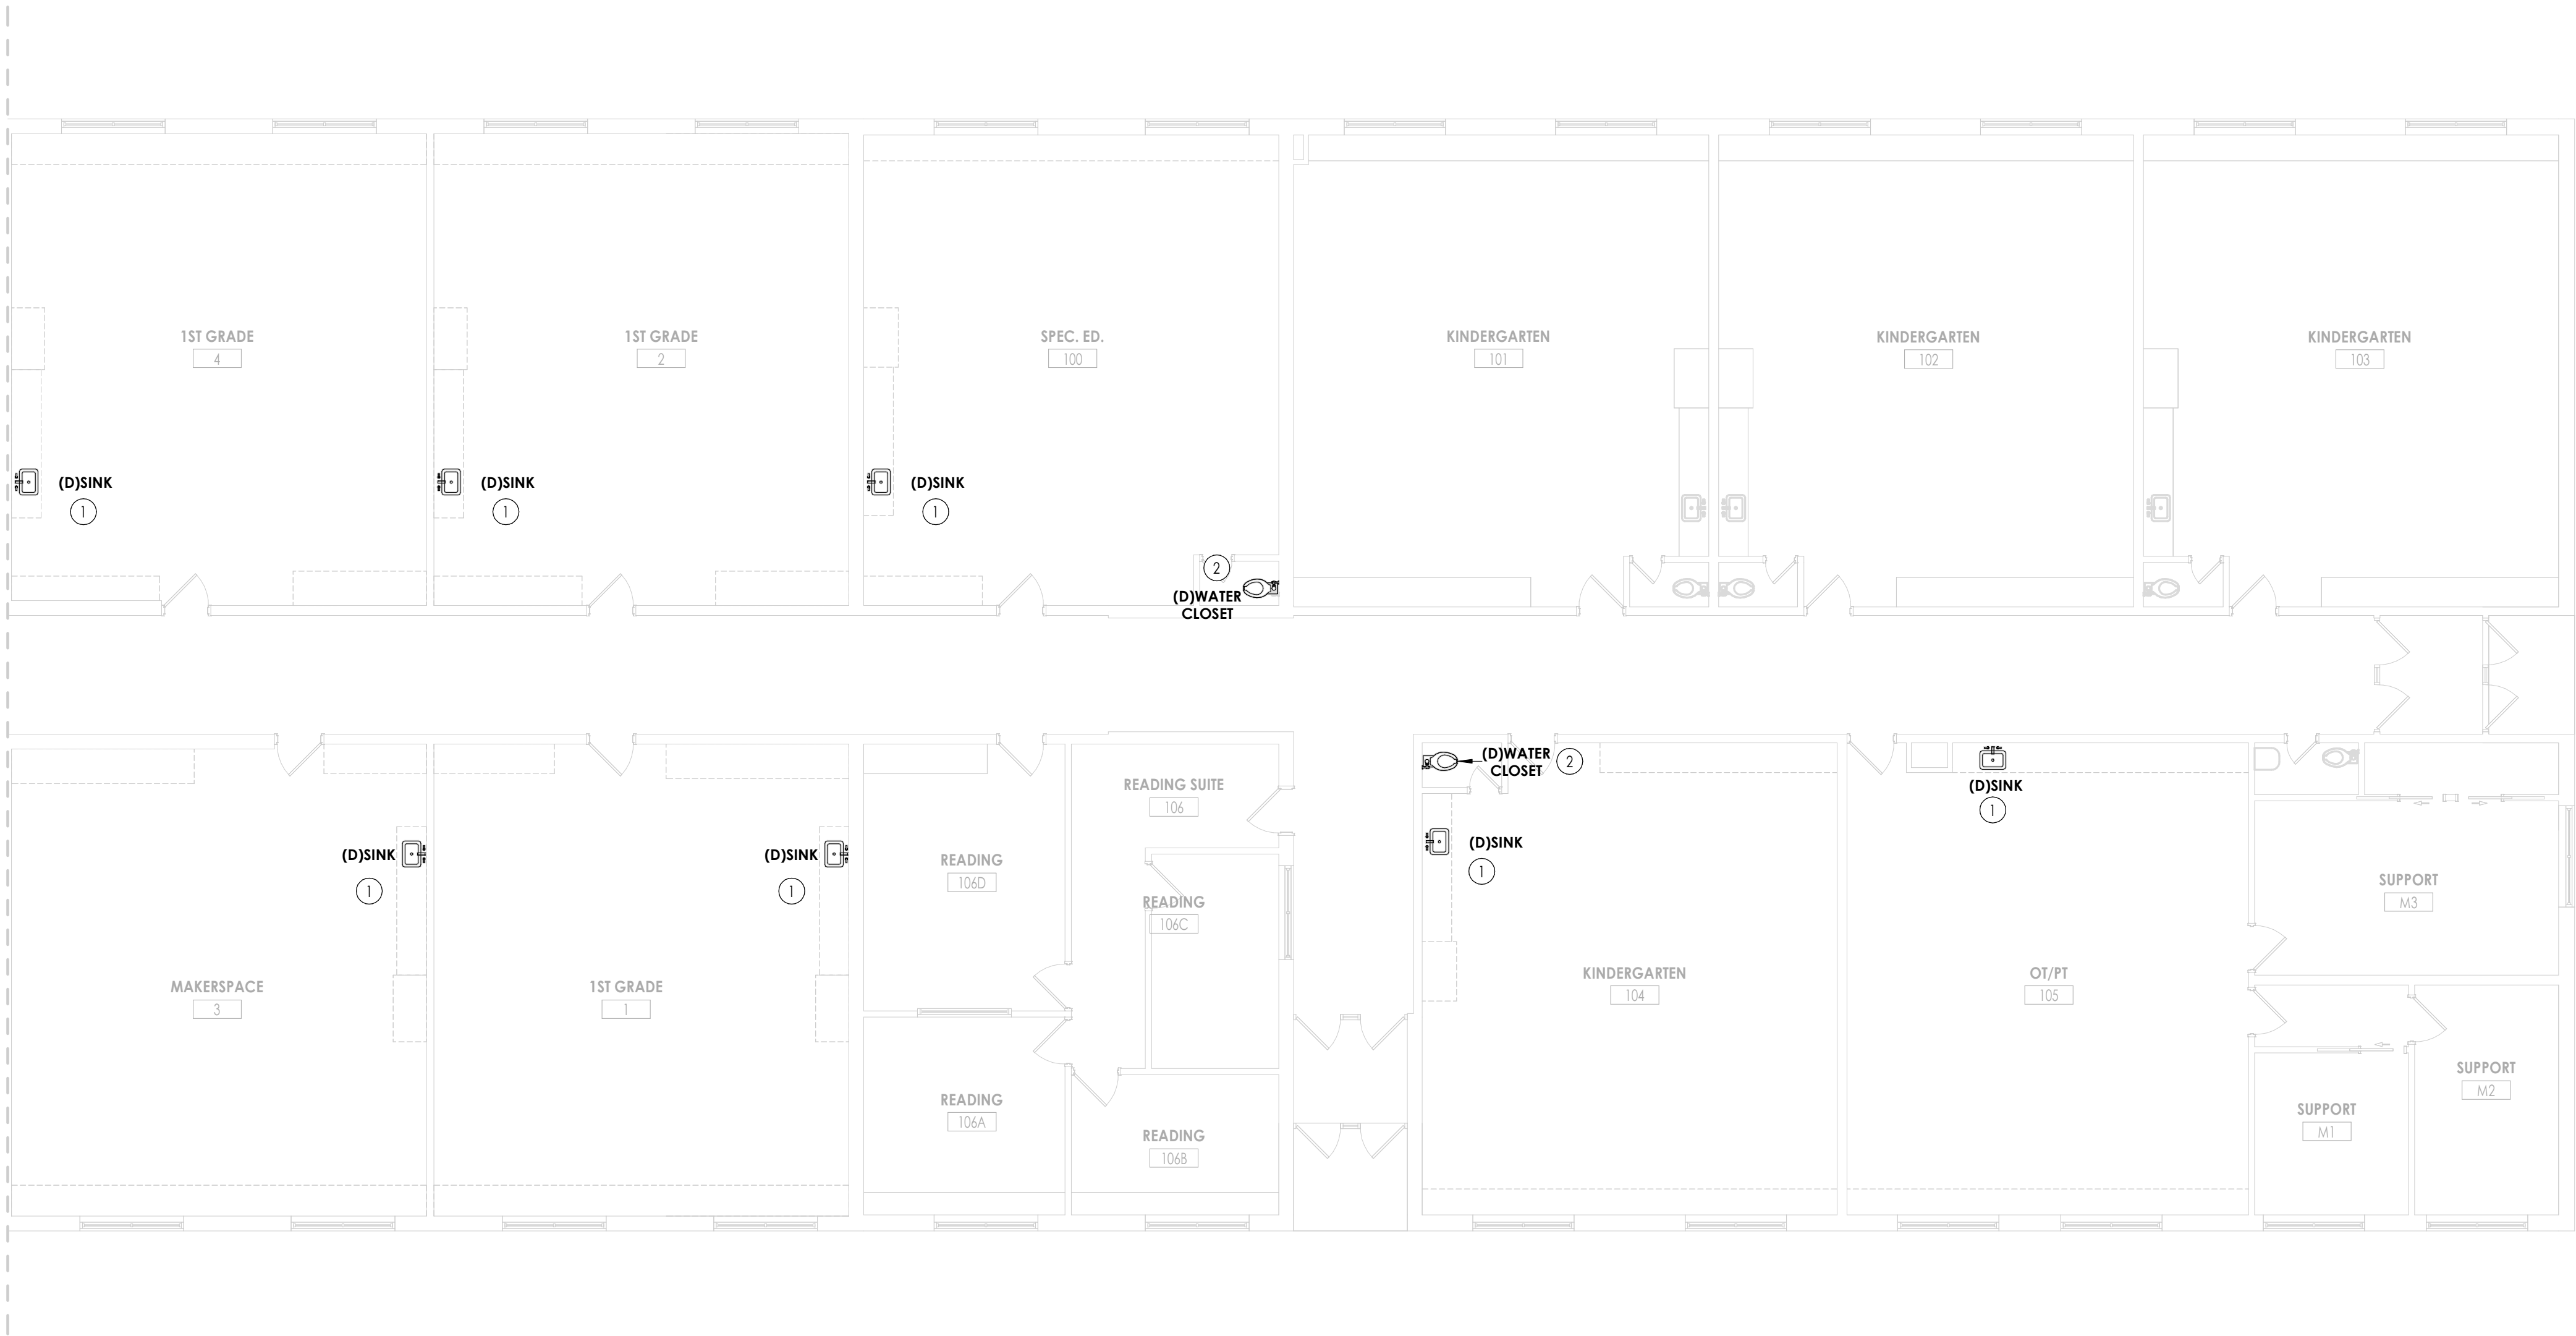 1ST GRADE
4
1ST GRADE
2
SPEC. ED.
100
KINDERGARTEN
101
KINDERGARTEN
102
KINDERGARTEN
103
(D)SINK
1
(D)SINK
1
(D)SINK
1
2
(D)WATER
CLOSET
(D)WATER
CLOSET
2
(D)SINK
1
READING SUITE
106
(D)SINK
1
(D)SINK
1
(D)SINK
1
READING
106D
READING
106C
SUPPORT
M3
MAKERSPACE
3
1ST GRADE
1
KINDERGARTEN
104
OT/PT
105
READING
106A
READING
106B
SUPPORT
M1
SUPPORT
M2